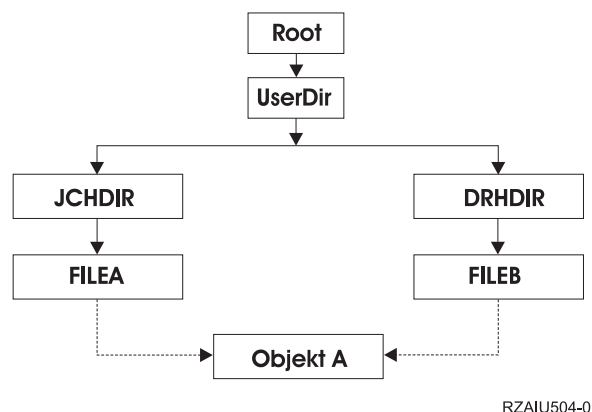 Root
UserDir
JCHDIR
DRHDIR
FILEA
FILEB
Objekt A
RZAIU504-0